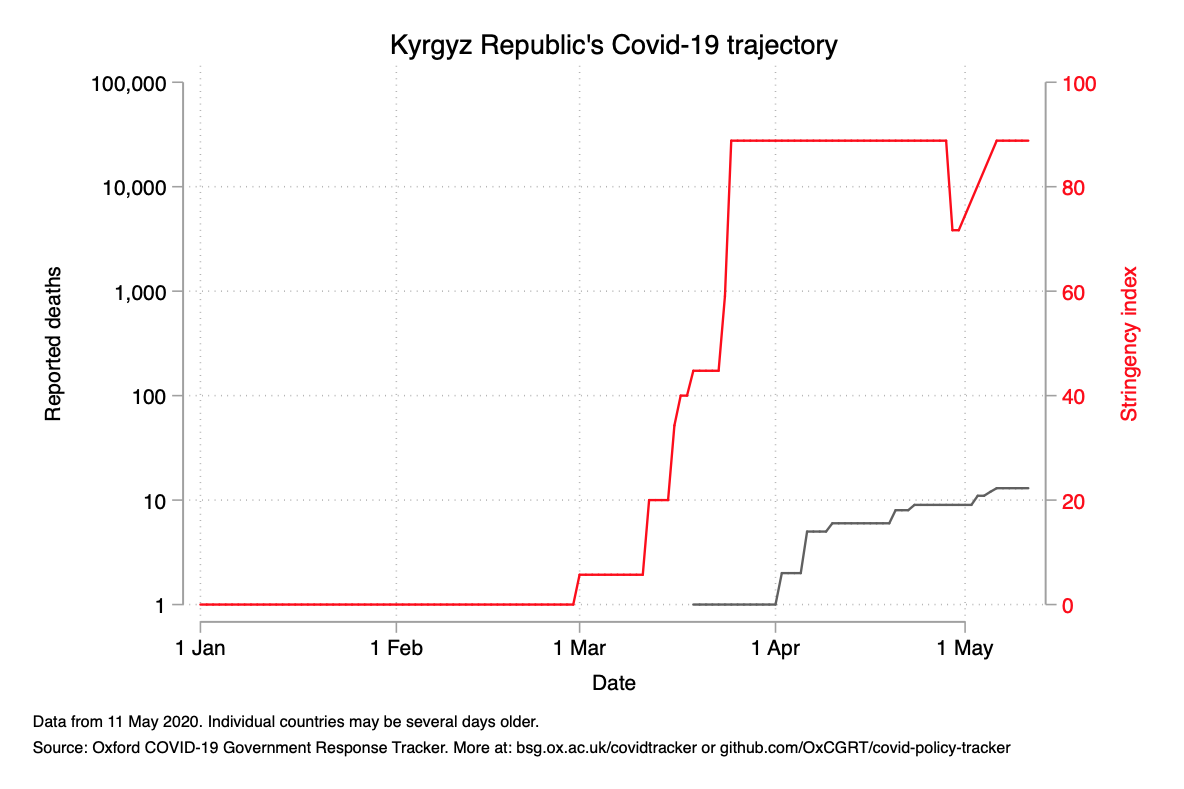 Kyrgyz Republic's Covid-19 trajectory
100,000
10,000
1,000
100
10
1
Reported deaths
100
80
60
40
20
0
Stringency index
1 Jan
1 Feb
1 Mar
1 Apr
1 May
Date
Data from 11 May 2020. Individual countries may be several days older.
Source: Oxford COVID-19 Government Response Tracker. More at: bsg.ox.ac.uk/covidtracker or github.com/OxCGRT/covid-policy-tracker